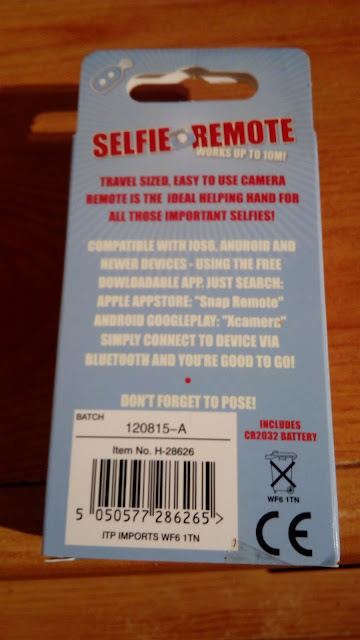 SELFIE REMOTE
WORKS UP TO 10M!
TRAVEL SIZED, EASY TO USE CAMERA
REMOTE IS THE IDEAL HELPING HAND FOR
ALL THOSE IMPORTANT SELFIES!
COMPATIBLE WITH IOS6, ANDROID AND
NEWER DEVICES - USING THE FREE
DOWLOADABLE APP. JUST SEARCH:
APPLE APPSTORE: "Snap Remote"
ANDROID GOOGLEPLAY: "Xcamera"
SIMPLY CONNECT TO DEVICE VIA
BLUETOOTH AND YOU'RE GOOD TO GO!
DON'T FORGET TO POSE!
BATCH
120815-A
Item No. H-28626
5 050577 286265 >
ITP IMPORTS WF6 1TN
INCLUDES
CR2032 BATTERY
WF6 1TN
CE